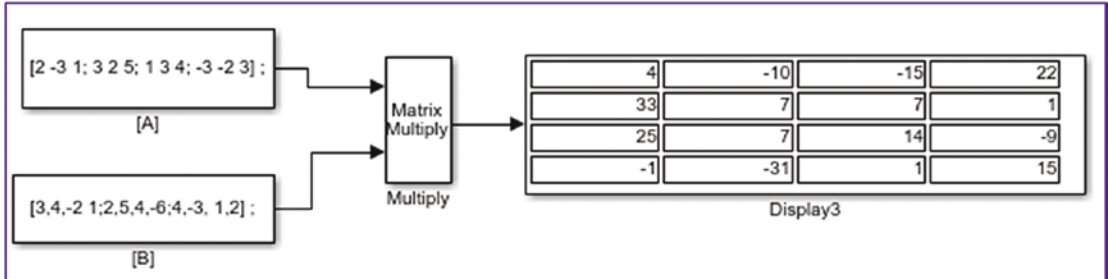 [2 -3 1; 3 2 5; 1 3 4; -3 -2 3] ;
[A]
[3,4,-2 1;2,5,4,-6;4,-3, 1,2] ;
[B]
Matrix
Multiply
Multiply
4 -10 -15 22
33 7 7 1
25 7 14 -9
-1 -31 1 15
Display3